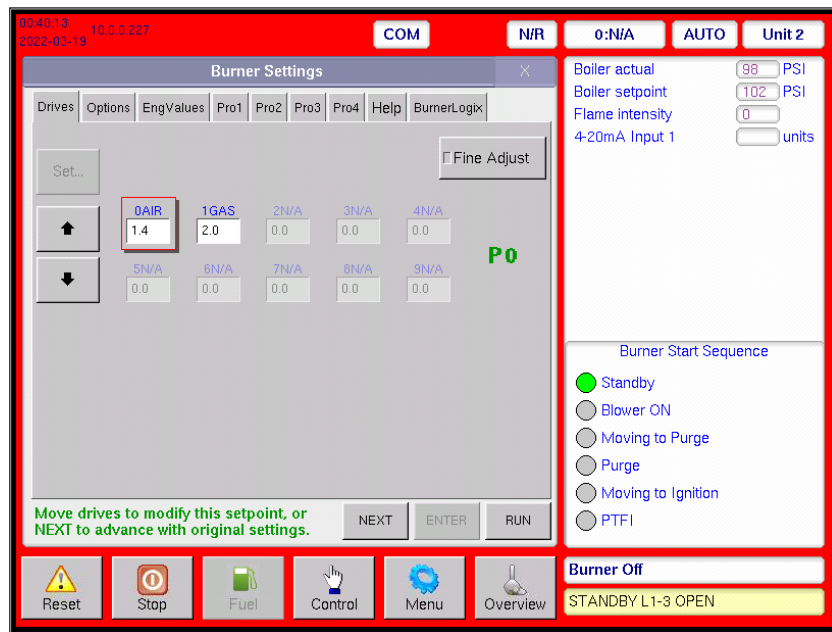 00:40:13
2022-03-19
10.0.0.227
COM
N/R
0:N/A
AUTO
Unit 2
Burner Settings
X
Drives
Options
EngValues
Pro1
Pro2
Pro3
Pro4
Help
BurnerLogix
Set...
Fine Adjust
0AIR
1GAS
2N/A
3N/A
4N/A
1.4
2.0
0.0
0.0
0.0
P0
5N/A
6N/A
7N/A
8N/A
9N/A
0.0
0.0
0.0
0.0
0.0
Move drives to modify this setpoint, or
NEXT to advance with original settings.
NEXT
ENTER
RUN
Boiler actual 98 PSI
Boiler setpoint 102 PSI
Flame intensity 0
4-20mA Input 1 units
Burner Start Sequence
Standby
Blower ON
Moving to Purge
Purge
Moving to Ignition
PTFI
Reset
Stop
Fuel
Control
Menu
Overview
Burner Off
STANDBY L1-3 OPEN